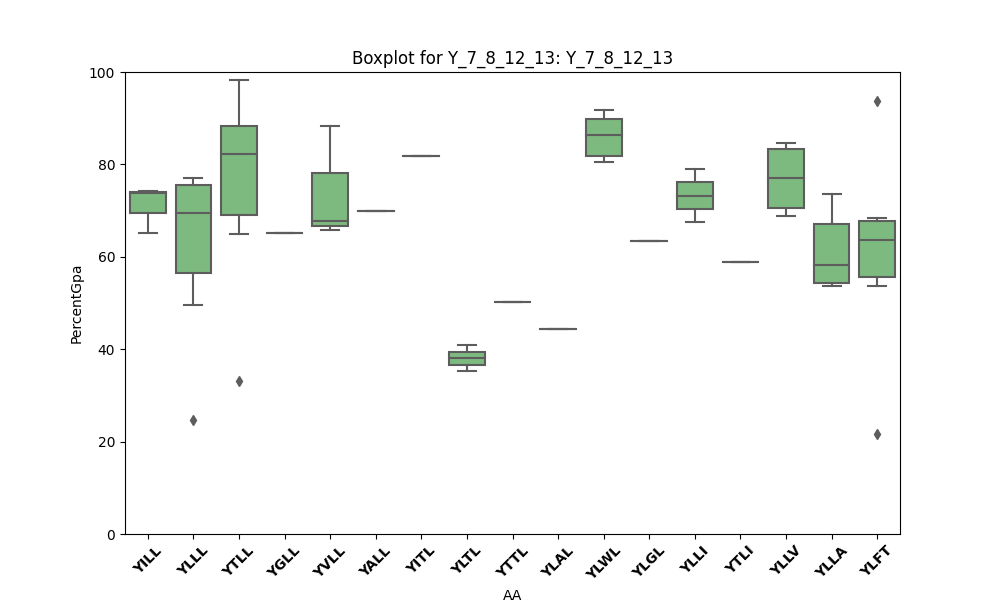 Boxplot for Y_7_8_12_13: Y_7_8_12_13
100
80
60
40
20
0
PercentGpa
YILL YLLL YTLL YGLL YVLL YALL YITL YLTL YTTL YLAL YLWL YLGL YLLI YTLI YLLV YLLA YLFT
AA